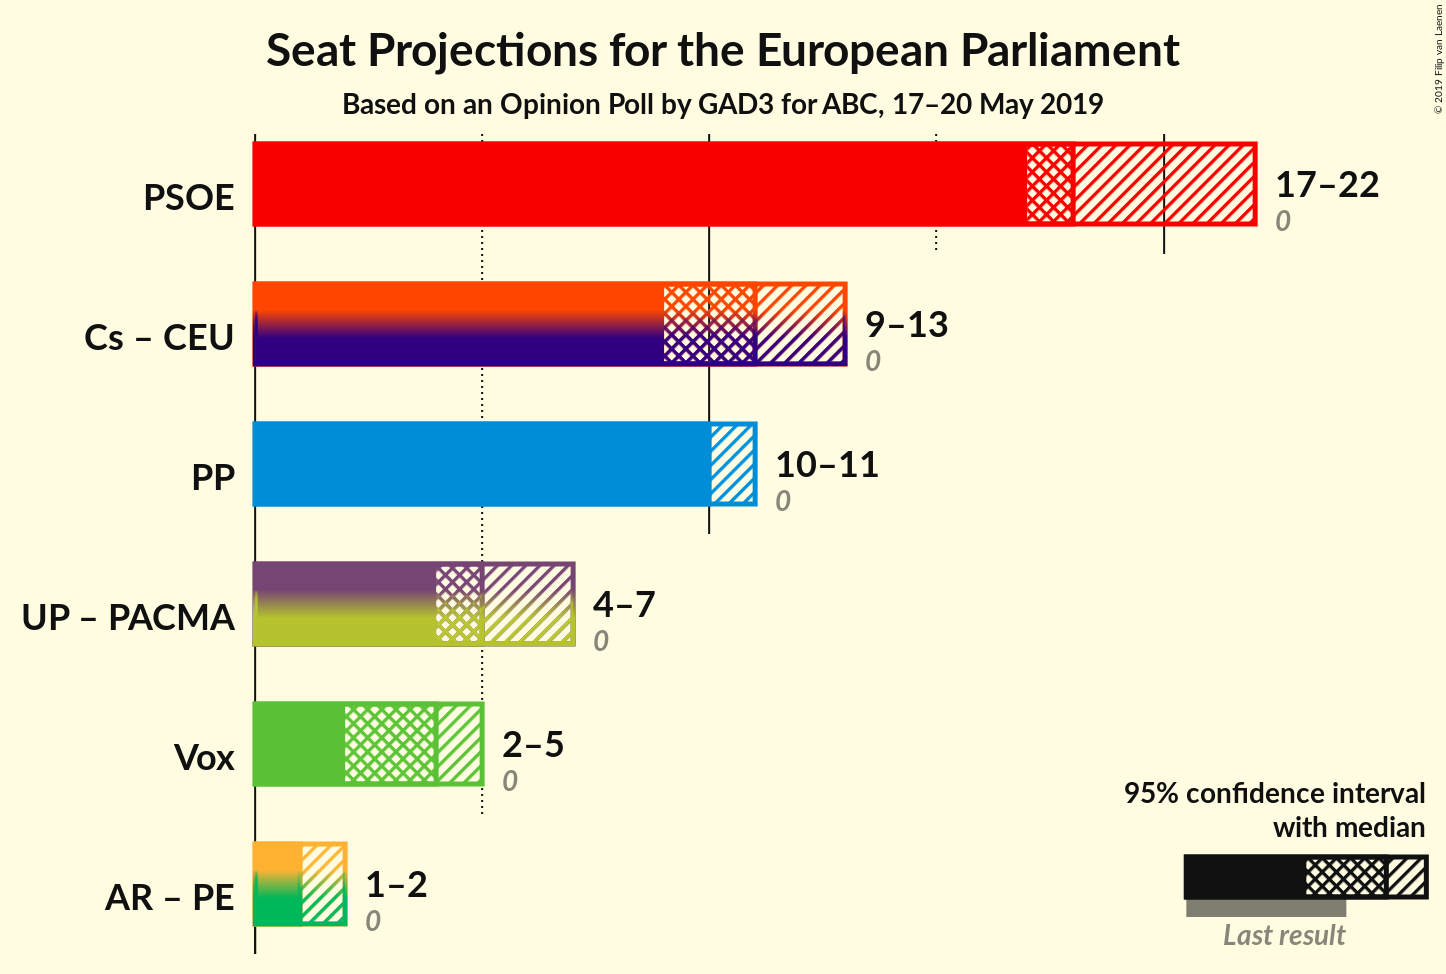 Seat Projections for the European Parliament
Based on an Opinion Poll by GAD3 for ABC, 17–20 May 2019
© 2019 Filip van Laenen
PSOE
17–22
0
Cs – CEU
9–13
0
PP
10–11
0
UP – PACMA
4–7
0
Vox
2–5
0
AR – PE
1–2
0
95% confidence interval
with median
Last result